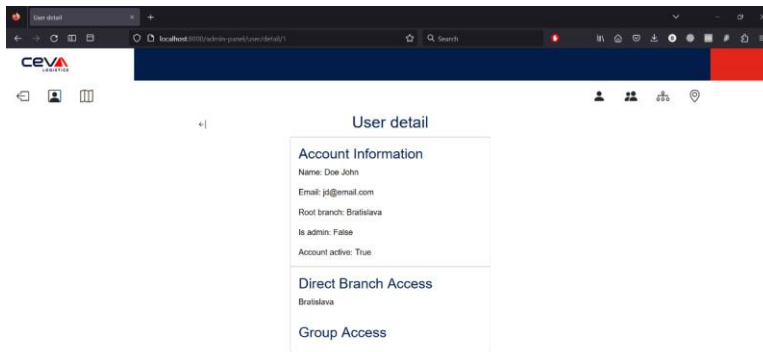 User detail
localhost:8000/admin-panel/user/detail/1
Search
CEVA
LOGISTICS
User detail
Account Information
Name: Doe John
Email: jd@email.com
Root branch: Bratislava
Is admin: False
Account active: True
Direct Branch Access
Bratislava
Group Access